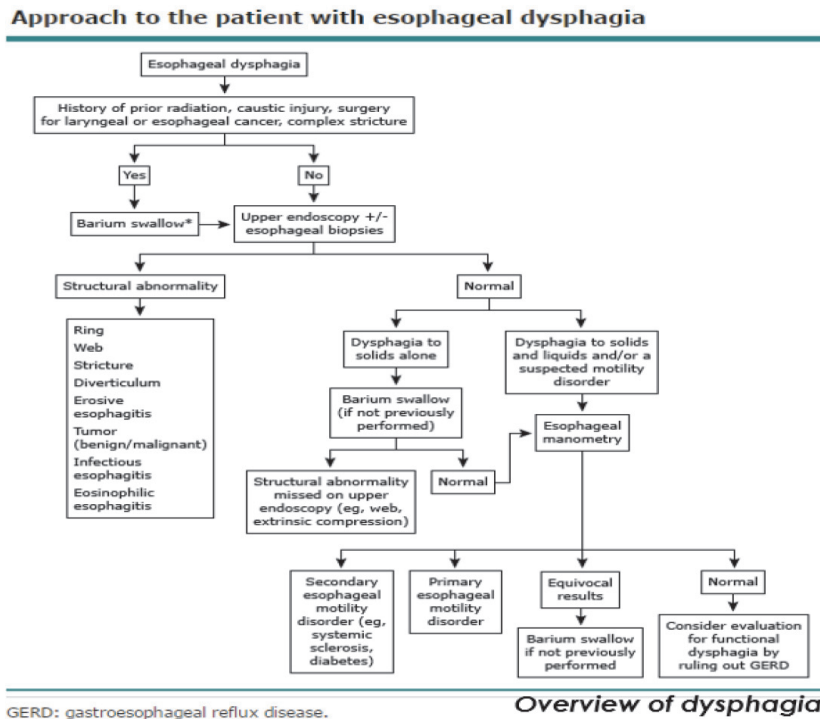 Approach to the patient with esophageal dysphagia
Esophageal dysphagia
History of prior radiation, caustic injury, surgery
for laryngeal or esophageal cancer, complex stricture
Yes
No
Barium swallow*
Upper endoscopy +/-
esophageal biopsies
Structural abnormality
Normal
Ring
Web
Stricture
Diverticulum
Erosive
esophagitis
Tumor
(benign/malignant)
Infectious
esophagitis
Eosinophilic
esophagitis
Dysphagia to
solids alone
Dysphagia to solids
and liquids and/or a
suspected motility
disorder
Barium swallow
(if not previously
performed)
Esophageal
manometry
Structural abnormality
missed on upper
endoscopy (eg, web,
extrinsic compression)
Normal
Secondary
esophageal
motility
disorder (eg,
systemic
sclerosis,
diabetes)
Primary
esophageal
motility
disorder
Equivocal
results
Normal
Barium swallow
if not previously
performed
Consider evaluation
for functional
dysphagia by
ruling out GERD
GERD: gastroesophageal reflux disease.
Overview of dysphagia